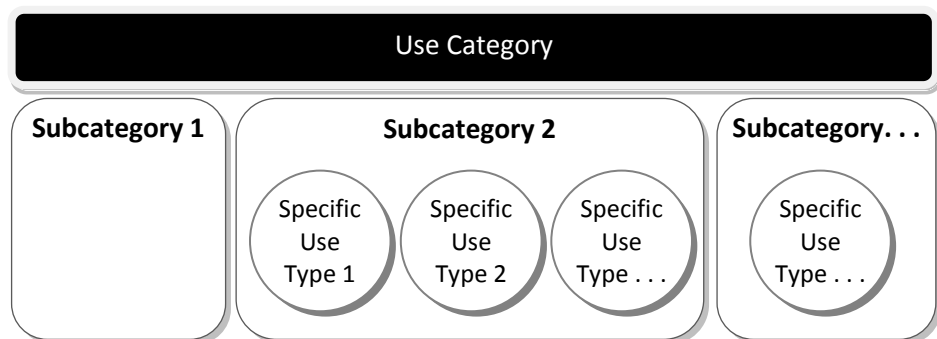 Use Category
Subcategory 1
Subcategory 2
Subcategory. . .
Specific
Use
Type 1
Specific
Use
Type 2
Specific
Use
Type . . .
Specific
Use
Type . . .